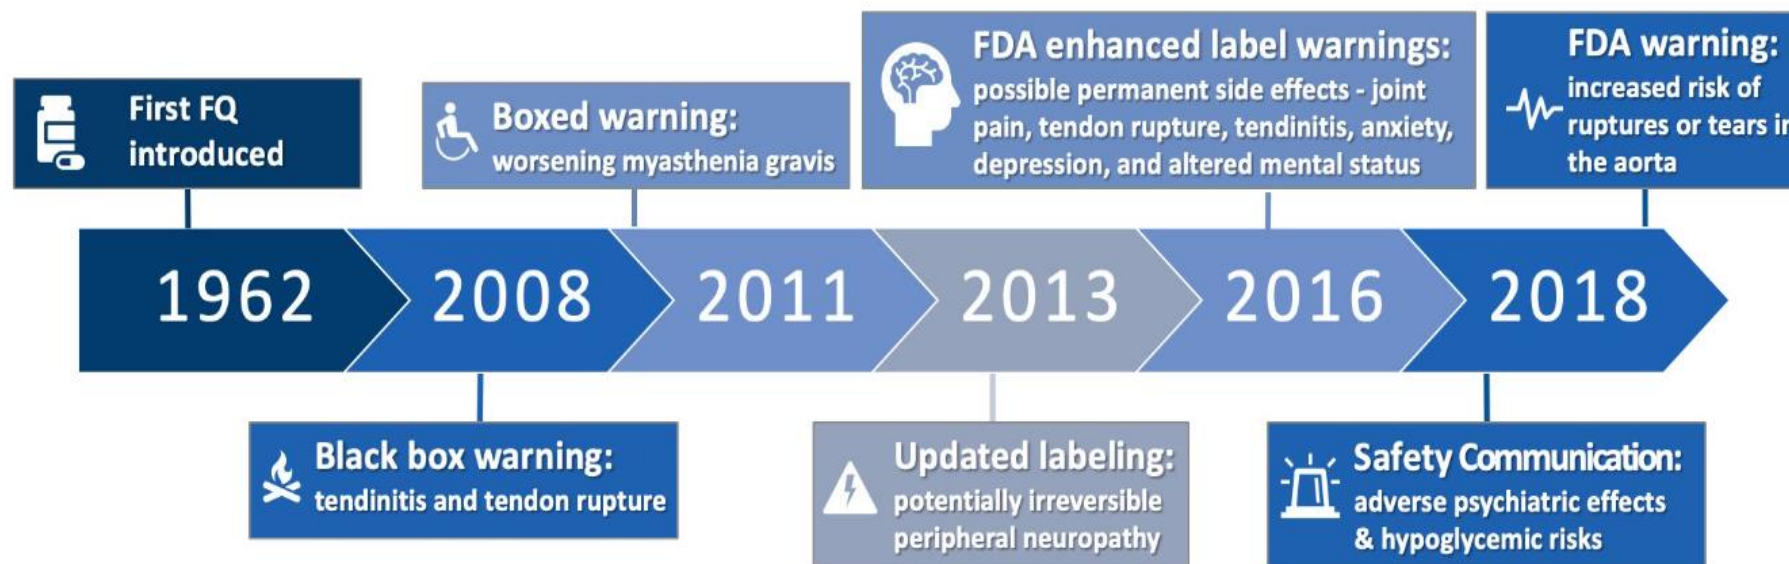 First FQ
introduced
Boxed warning:
worsening myasthenia gravis
FDA enhanced label warnings:
possible permanent side effects - joint
pain, tendon rupture, tendinitis, anxiety,
depression, and altered mental status
FDA warning:
increased risk of
ruptures or tears in
the aorta
1962
2008
2011
2013
2016
2018
Black box warning:
tendinitis and tendon rupture
Updated labeling:
potentially irreversible
peripheral neuropathy
Safety Communication:
adverse psychiatric effects
& hypoglycemic risks